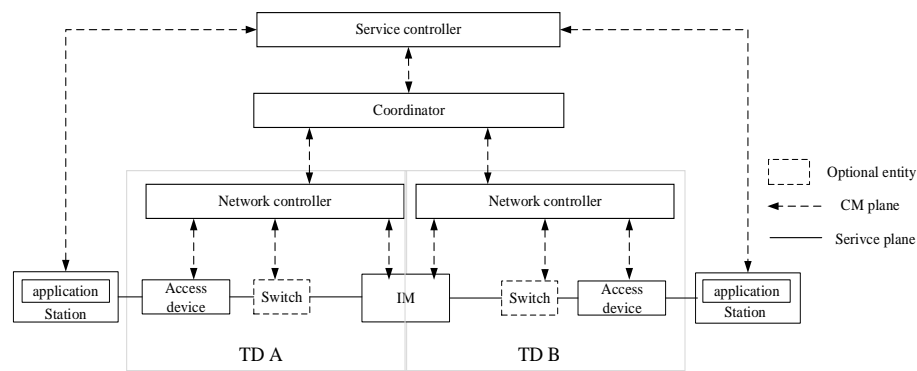 Service controller
Coordinator
Optional entity
Network controller
Network controller
CM plane
Serivce plane
application
Station
Access
device
Switch
IM
Switch
Access
device
application
Station
TD A
TD B